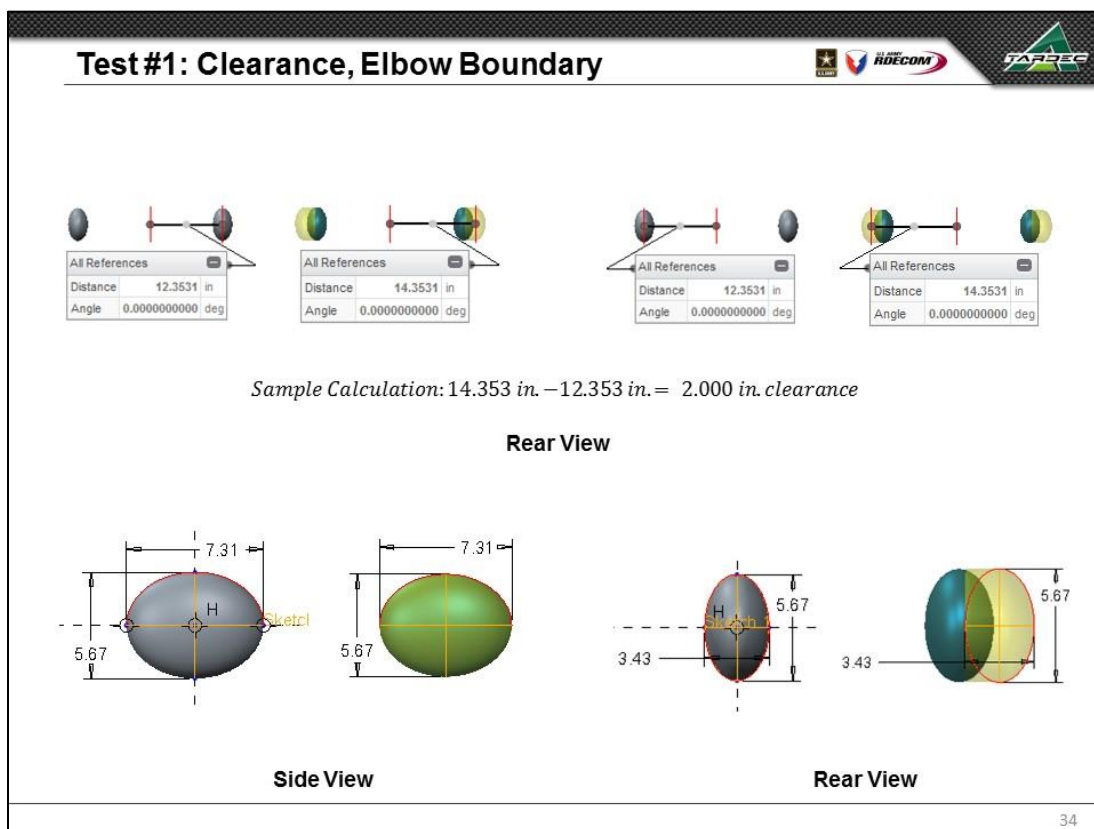 Test #1: Clearance, Elbow Boundary
U.S. ARMY
RDECOM
TARDEC
All References
Distance 12.3531 in
Angle 0.0000000000 deg
All References
Distance 14.3531 in
Angle 0.0000000000 deg
All References
Distance 12.3531 in
Angle 0.0000000000 deg
All References
Distance 14.3531 in
Angle 0.0000000000 deg
Sample Calculation: 14.353 in. −12.353 in. = 2.000 in. clearance
Rear View
7.31
H
Sketcl
5.67
7.31
5.67
H
Sketch_1
5.67
3.43
5.67
3.43
Side View
Rear View
34